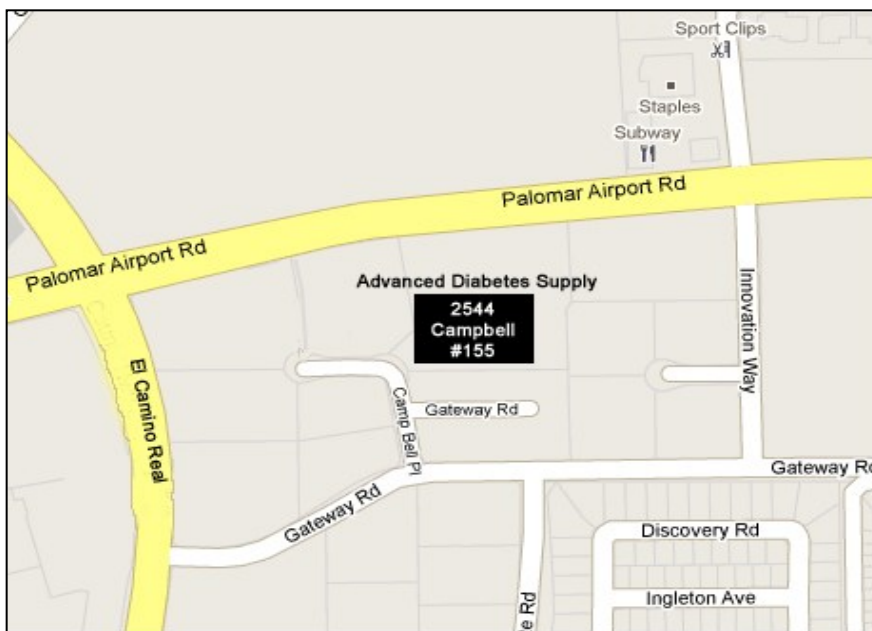 Sport Clips
Staples
Subway
Palomar Airport Rd
Palomar Airport Rd
Advanced Diabetes Supply
2544
Campbell
#155
Innovation Way
El Camino Real
Camp Bell Pl
Gateway Rd
Gateway Rd
Gateway Rd
Discovery Rd
Ingleton Ave
e Rd